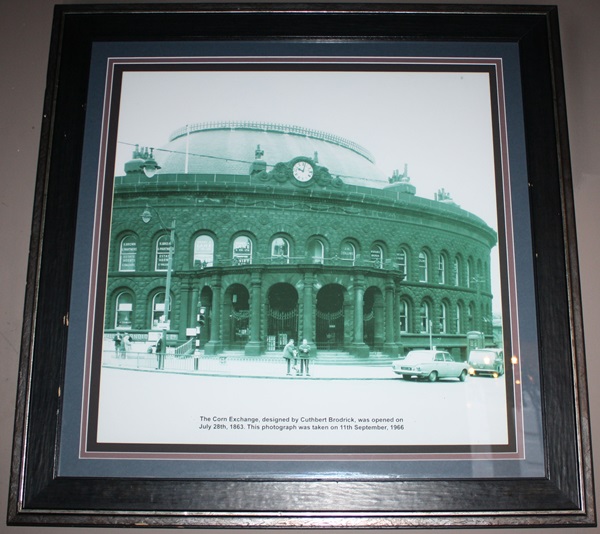 The Corn Exchange, designed by Cuthbert Brodrick, was opened on
July 28th, 1863. This photograph was taken on 11th September, 1966